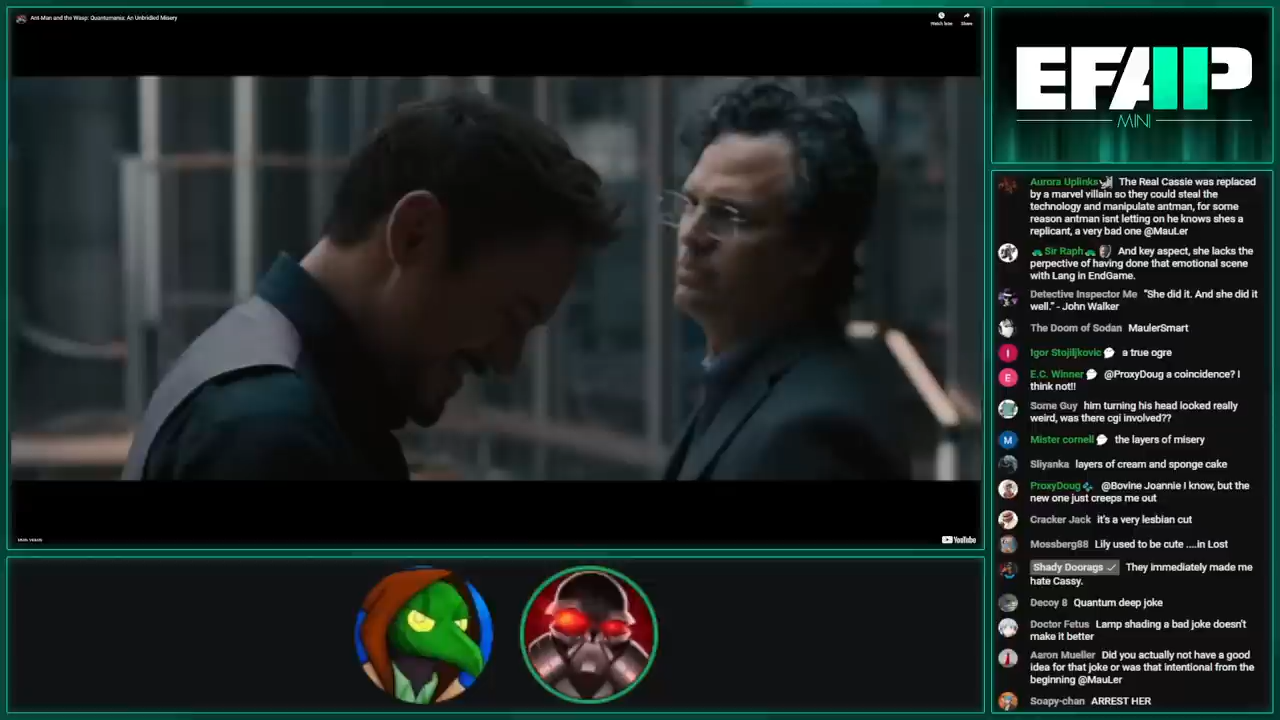 Ant-Man and the Wasp: Quantumania: An Unbridled Misery
Watch later
Share
MORE VIDEOS
YouTube
EFAP
MINI
Aurora Uplinks The Real Cassie was replaced
by a marvel villain so they could steal the
technology and manipulate antman, for some
reason antman isnt letting on he knows shes a
replicant, a very bad one @MauLer
Sir Raph And key aspect, she lacks the
perpective of having done that emotional scene
with Lang in EndGame.
Detective Inspector Me "She did it. And she did it
well." - John Walker
The Doom of Sodan MaulerSmart
Igor Stojiljkovic a true ogre
E.C. Winner @ProxyDoug a coincidence? I
think not!!
Some Guy him turning his head looked really
weird, was there cgi involved??
Mister cornell the layers of misery
Sliyanka layers of cream and sponge cake
ProxyDoug @Bovine Joannie I know, but the
new one just creeps me out
Cracker Jack it's a very lesbian cut
Mossberg88 Lily used to be cute ....in Lost
Shady Doorags They immediately made me
hate Cassy.
Decoy 8 Quantum deep joke
Doctor Fetus Lamp shading a bad joke doesn't
make it better
Aaron Mueller Did you actually not have a good
idea for that joke or was that intentional from the
beginning @MauLer
Soapy-chan ARREST HER